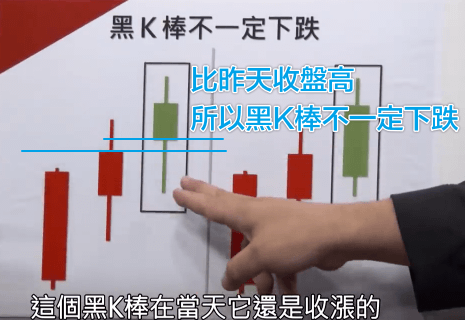 黑K棒不一定下跌
比昨天收盤高
所以黑K棒不一定下跌
這個黑K棒在當天它還是收漲的